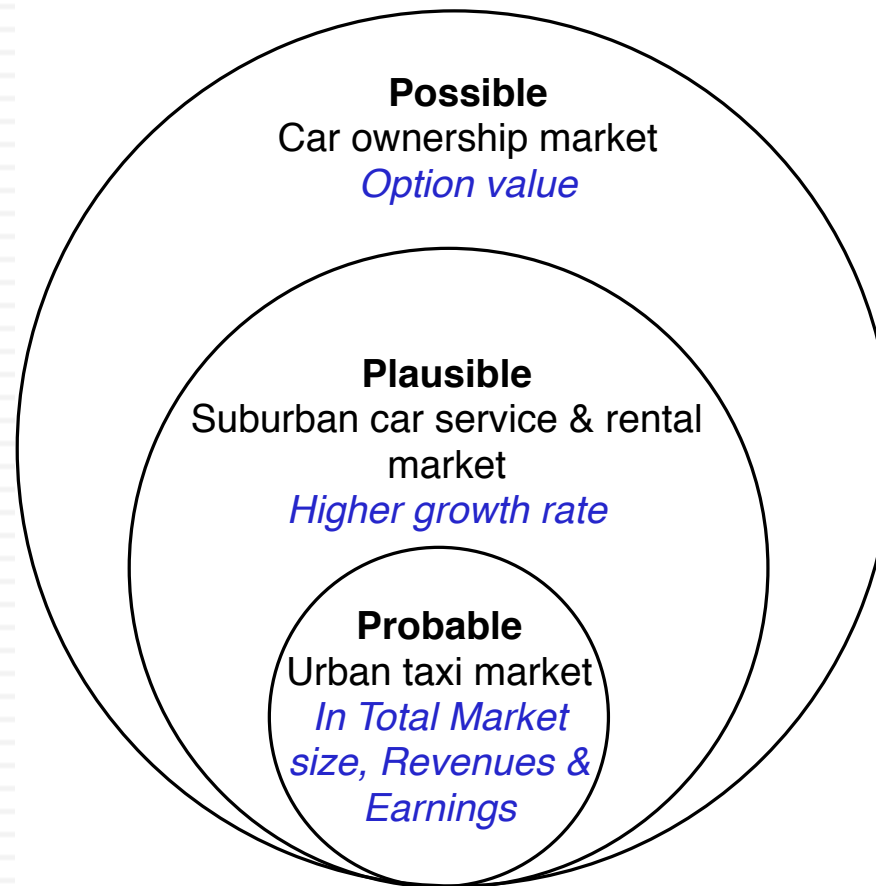 Possible
Car ownership market
Option value
Plausible
Suburban car service & rental
market
Higher growth rate
Probable
Urban taxi market
In Total Market
size, Revenues &
Earnings